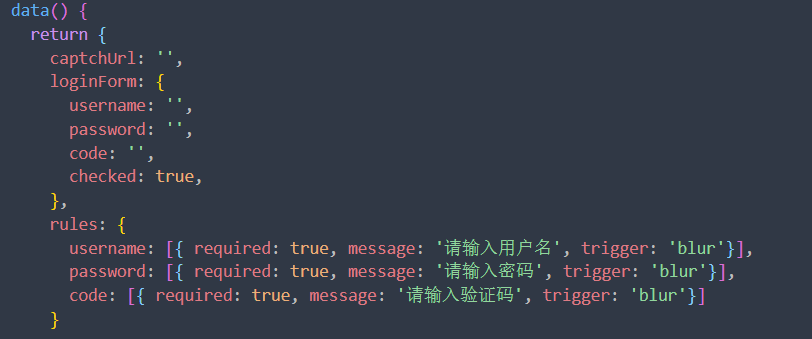 data() {
  return {
    captchUrl: '',
    loginForm: {
      username: '',
      password: '',
      code: '',
      checked: true,
    },
    rules: {
      username: [{ required: true, message: '请输入用户名', trigger: 'blur'}],
      password: [{ required: true, message: '请输入密码', trigger: 'blur'}],
      code: [{ required: true, message: '请输入验证码', trigger: 'blur'}]
    }